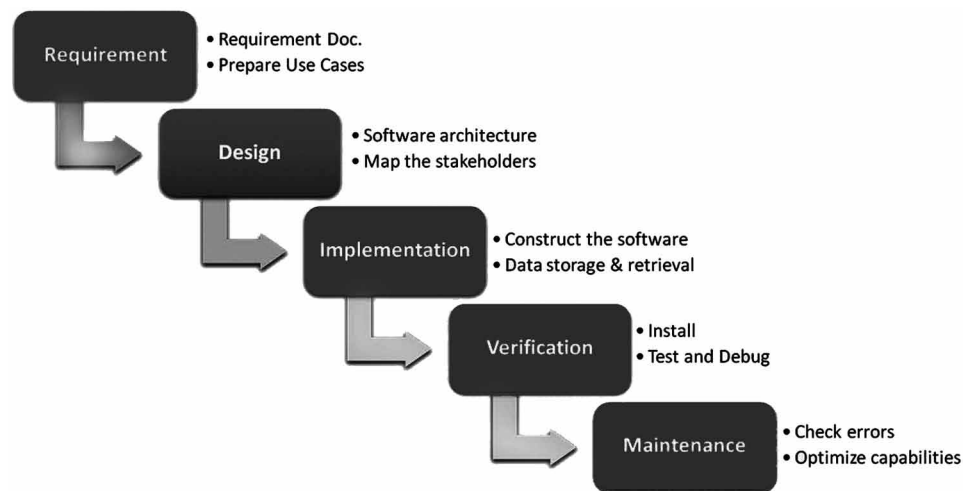 Requirement
• Requirement Doc.
• Prepare Use Cases
Design
• Software architecture
• Map the stakeholders
Implementation
• Construct the software
• Data storage & retrieval
Verification
• Install
• Test and Debug
Maintenance
• Check errors
• Optimize capabilities